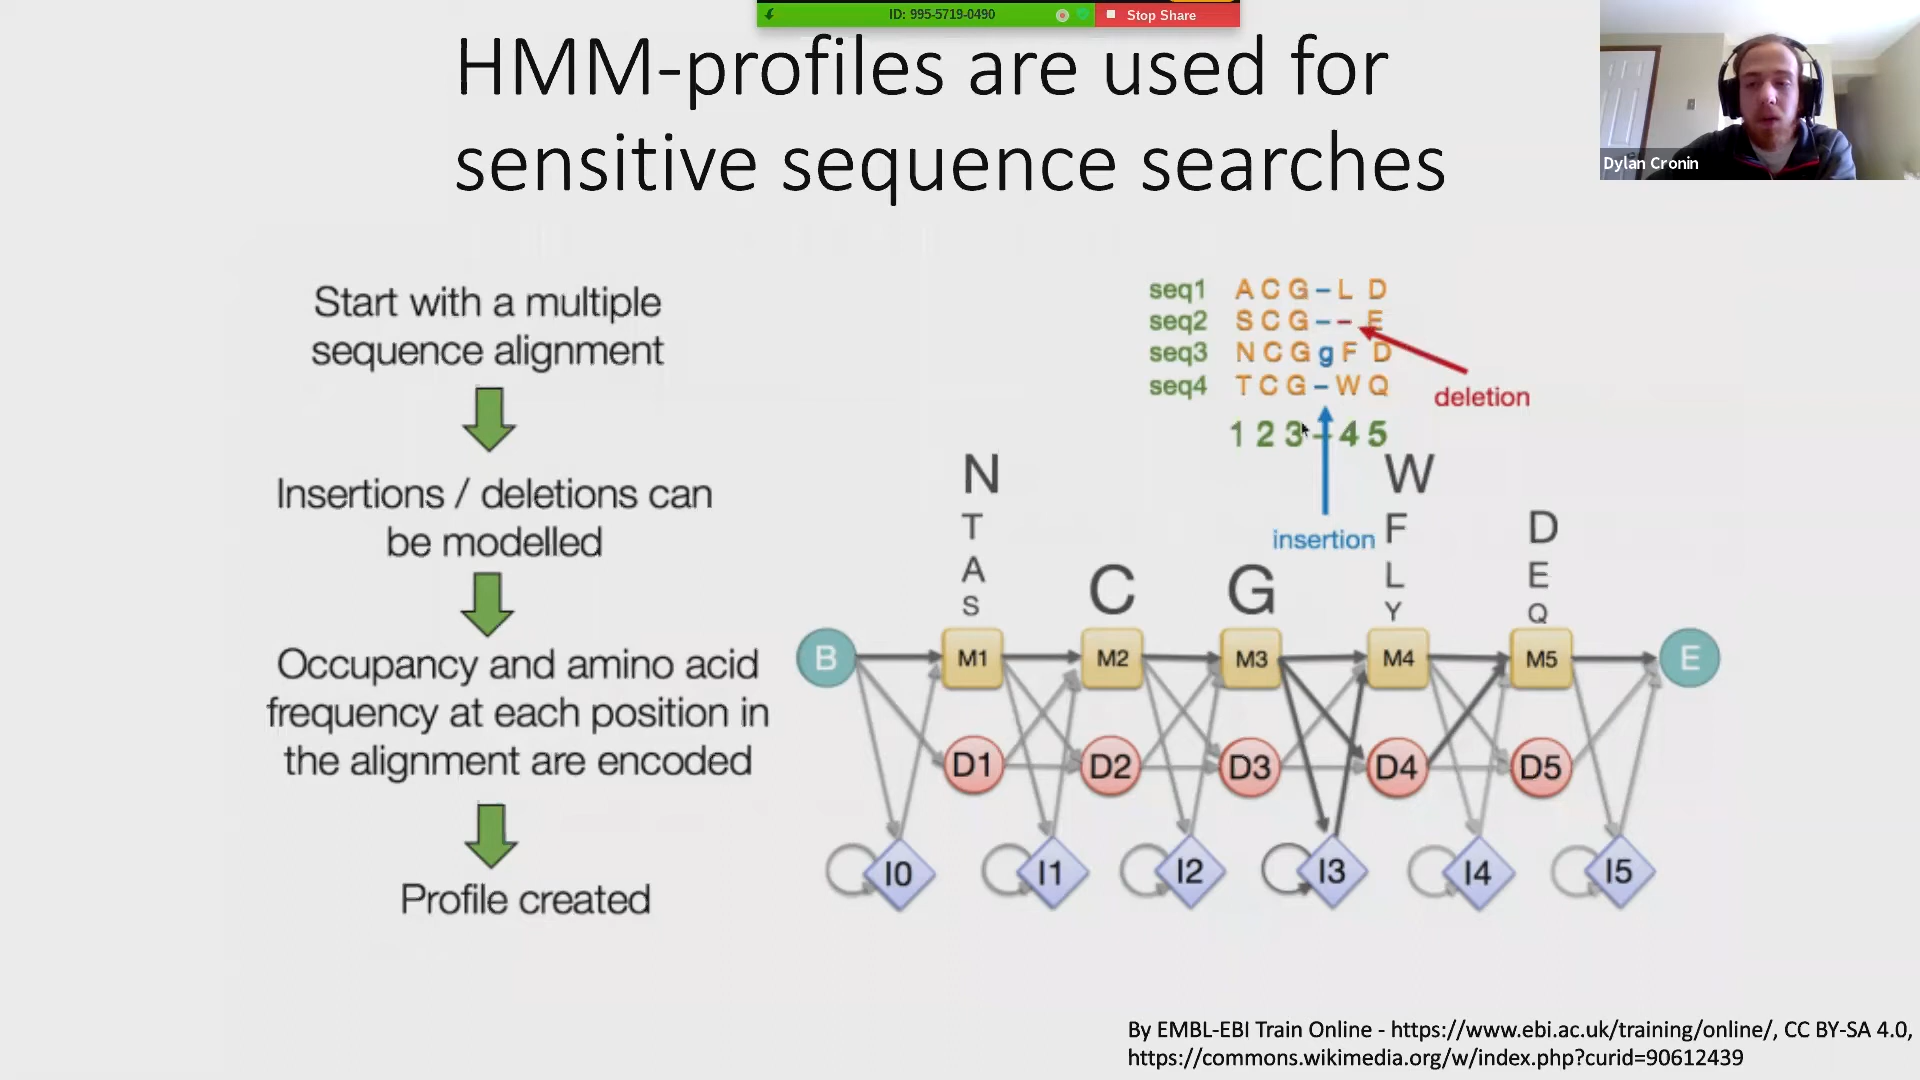 ID: 995-5719-0490
Stop Share
HMM-profiles are used for
sensitive sequence searches
Dylan Cronin
Start with a multiple
sequence alignment
Insertions / deletions can
be modelled
Occupancy and amino acid
frequency at each position in
the alignment are encoded
Profile created
seq1 A C G - L D
seq2 S C G - - E
seq3 N C G g F D
seq4 T C G - W Q
1 2 3 - 4 5
deletion
insertion
N
T
A
S
C
G
W
F
L
Y
D
E
Q
B M1 M2 M3 M4 M5 E
D1 D2 D3 D4 D5
I0 I1 I2 I3 I4 I5
By EMBL-EBI Train Online - https://www.ebi.ac.uk/training/online/, CC BY-SA 4.0,
https://commons.wikimedia.org/w/index.php?curid=90612439